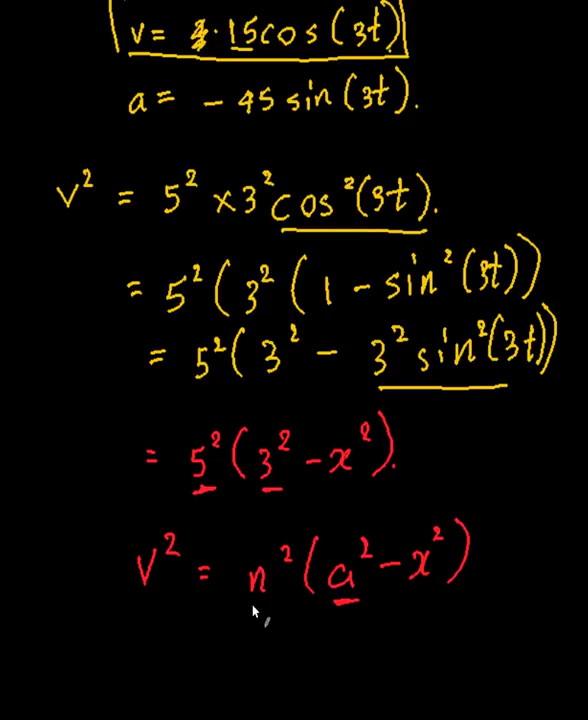 v = 15cos(3t)
a = - 45 sin(3t).
v² = 5² × 3² cos²(3t).
= 5²(3²(1 - sin²(3t))
= 5²(3² - 3² sin²(3t))
= 5²(3² - x²).
V² = n²(a² - x²)